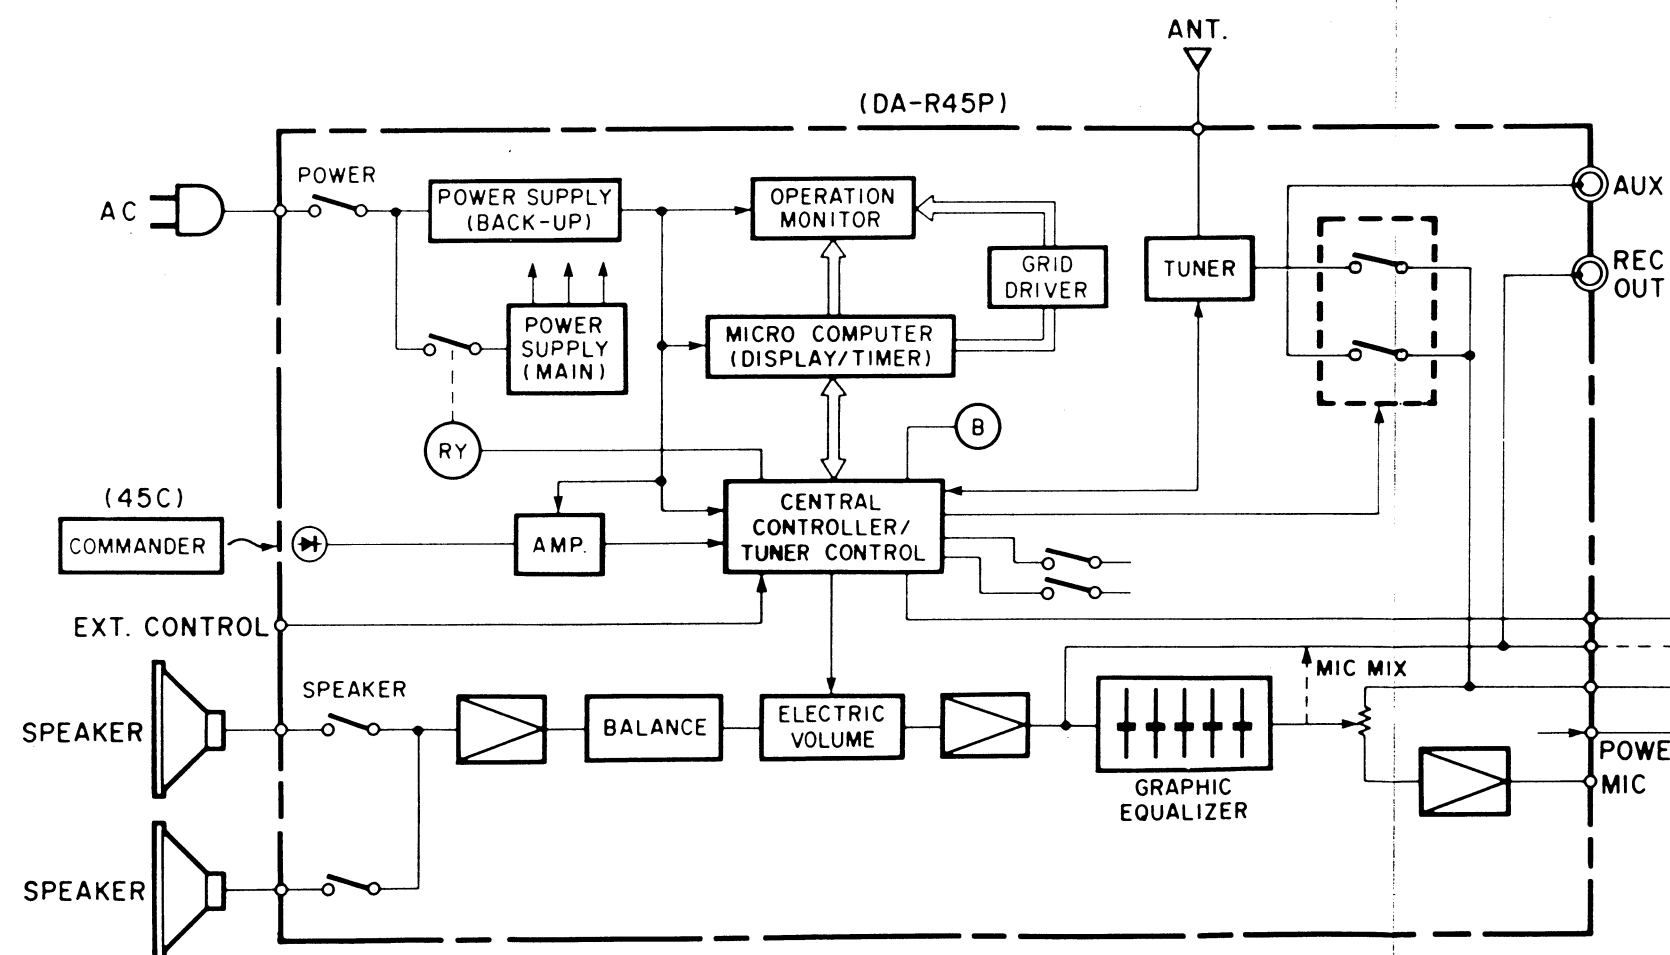 ANT.
(DA-R45P)
AC
POWER
POWER SUPPLY
(BACK-UP)
OPERATION
MONITOR
AUX
GRID
DRIVER
TUNER
REC
OUT
POWER
SUPPLY
(MAIN)
MICRO COMPUTER
(DISPLAY/TIMER)
RY
B
(45C)
COMMANDER
AMP.
CENTRAL
CONTROLLER/
TUNER CONTROL
EXT. CONTROL
MIC MIX
SPEAKER
SPEAKER
BALANCE
ELECTRIC
VOLUME
GRAPHIC
EQUALIZER
POWE
MIC
SPEAKER